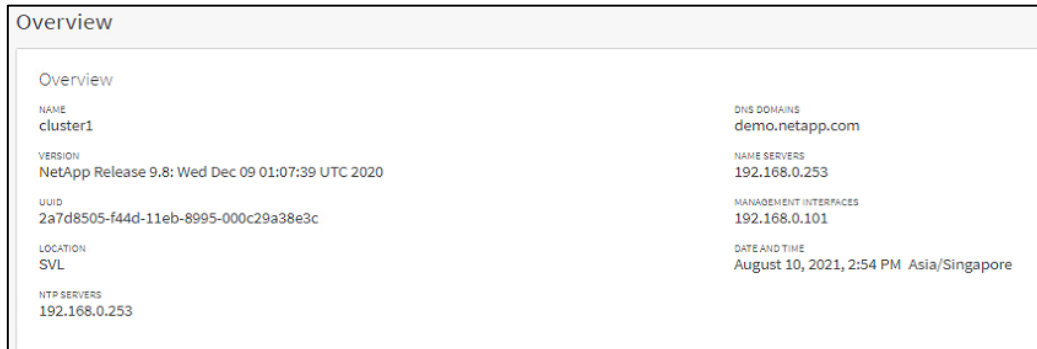 Overview
Overview
NAME
cluster1
VERSION
NetApp Release 9.8: Wed Dec 09 01:07:39 UTC 2020
UUID
2a7d8505-f44d-11eb-8995-000c29a38e3c
LOCATION
SVL
NTP SERVERS
192.168.0.253
DNS DOMAINS
demo.netapp.com
NAME SERVERS
192.168.0.253
MANAGEMENT INTERFACES
192.168.0.101
DATE AND TIME
August 10, 2021, 2:54 PM Asia/Singapore